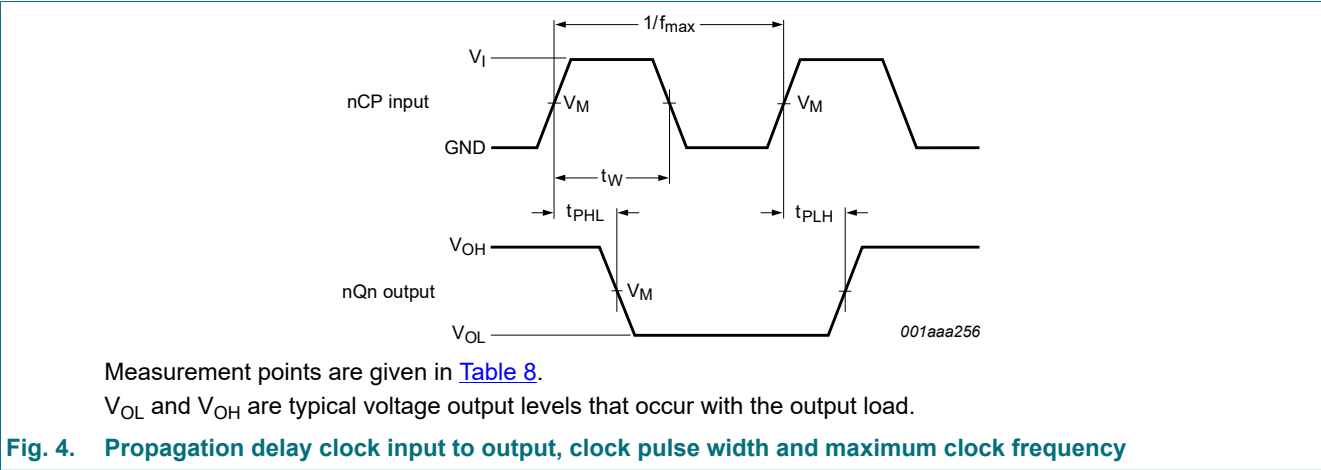 1/fmax
VI
nCP input
VM
VM
GND
tW
tPHL
tPLH
VOH
nQn output
VM
VOL
001aaa256
Measurement points are given in Table 8.
VOL and VOH are typical voltage output levels that occur with the output load.
Fig. 4. Propagation delay clock input to output, clock pulse width and maximum clock frequency